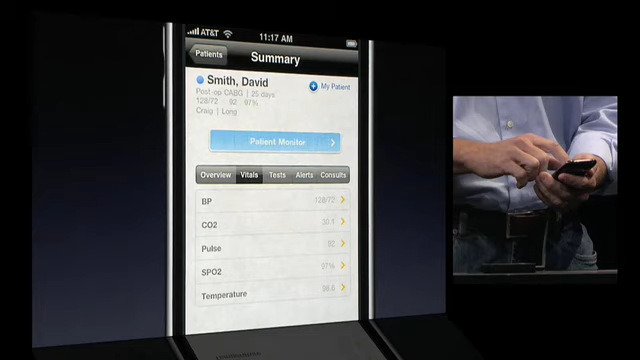 AT&T 11:17 AM
Patients Summary
Smith, David
My Patient
Post-op CABG | 25 days
128/72 92 97%
Craig | Long
Patient Monitor
Overview Vitals Tests Alerts Consults
BP 128/72
CO2 30.1
Pulse 92
SPO2 97%
Temperature 98.6